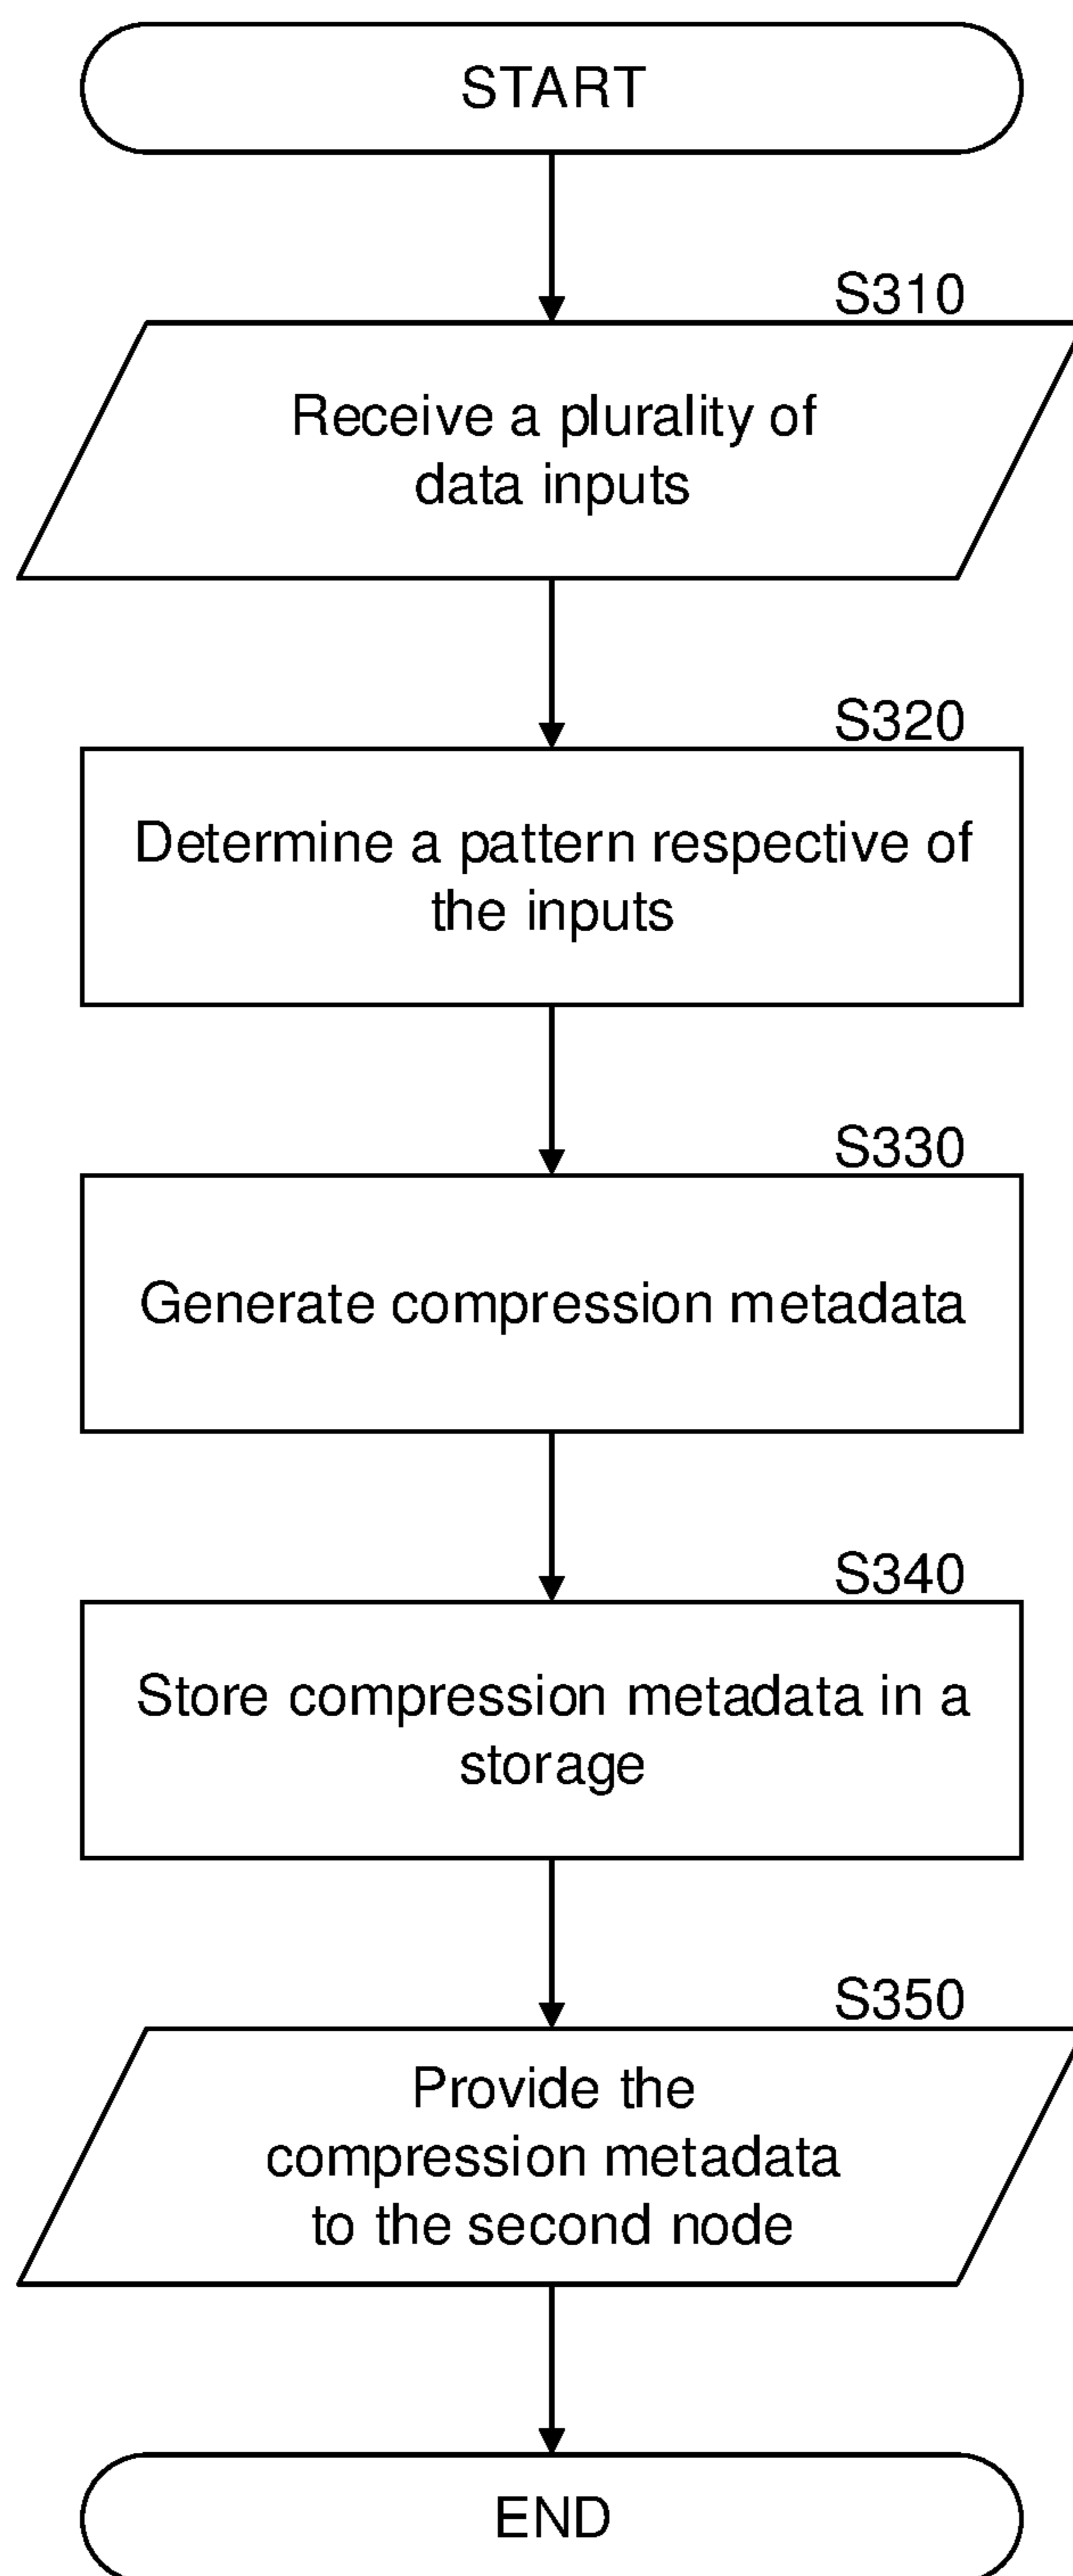 START
S310
Receive a plurality of
data inputs
S320
Determine a pattern respective of
the inputs
S330
Generate compression metadata
S340
Store compression metadata in a
storage
S350
Provide the
compression metadata
to the second node
END